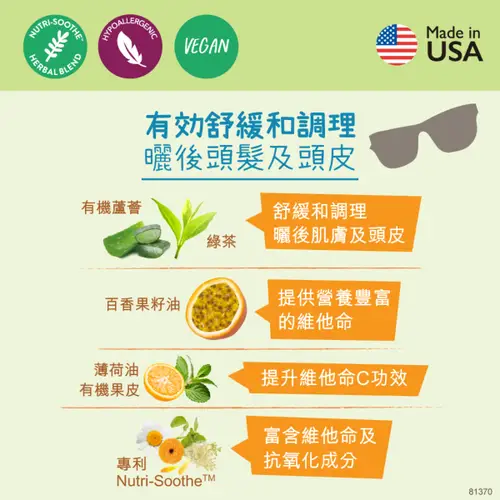 NUTRI-SOOTHE™
HERBAL BLEND
HYPOALLERGENIC
VEGAN
Made in
USA
有效舒緩和調理
曬後頭髮及頭皮
有機蘆薈
綠茶
舒緩和調理
曬後肌膚及頭皮
百香果籽油
提供營養豐富
的維他命
薄荷油
有機果皮
提升維他命C功效
專利
Nutri-Soothe™
富含維他命及
抗氧化成分
81370